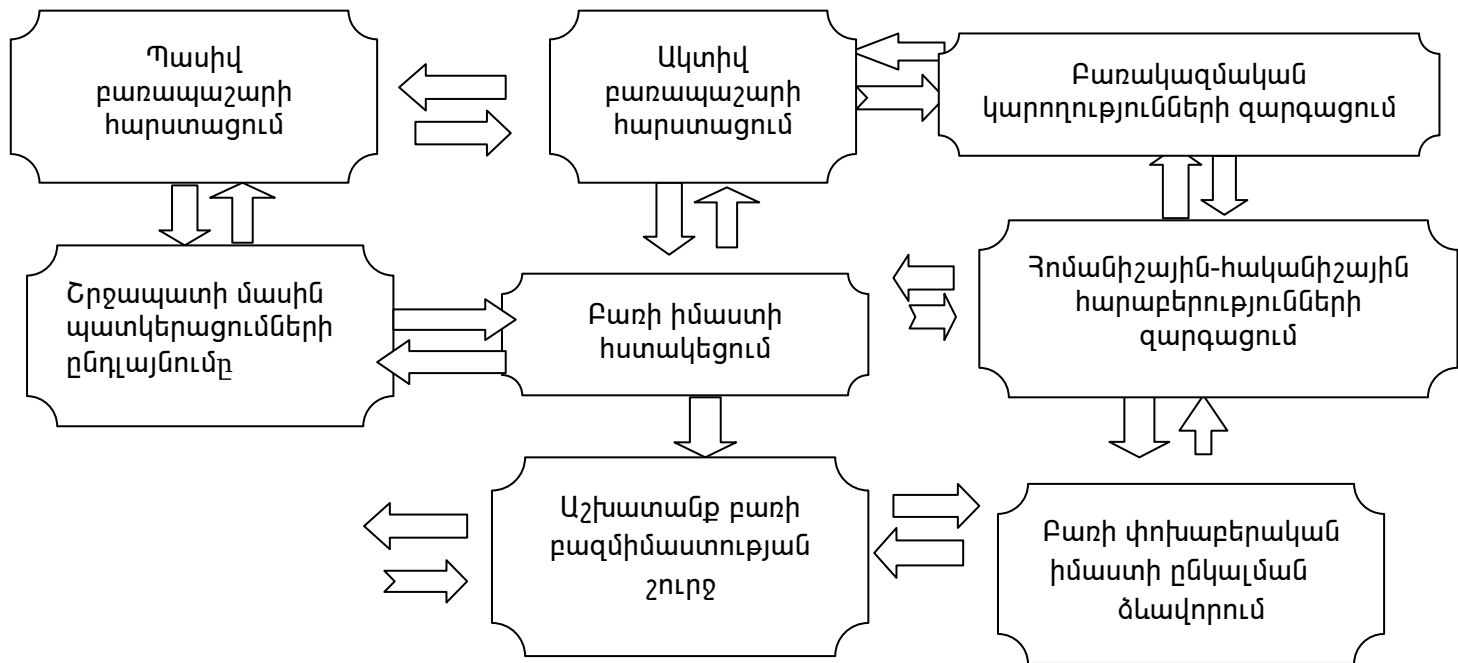 Պասիվ
բառապաշարի
հարստացում
Ակտիվ
բառապաշարի
հարստացում
Բառակազմական
կարողությունների զարգացում
Շրջապատի մասին
պատկերացումների
ընդլայնումը
Բառի իմաստի
հստակեցում
Հոմանիշային-հականիշային
հարաբերությունների
զարգացում
Աշխատանք բառի
բազմիմաստության
շուրջ
Բառի փոխաբերական
իմաստի ընկալման
ձևավորում